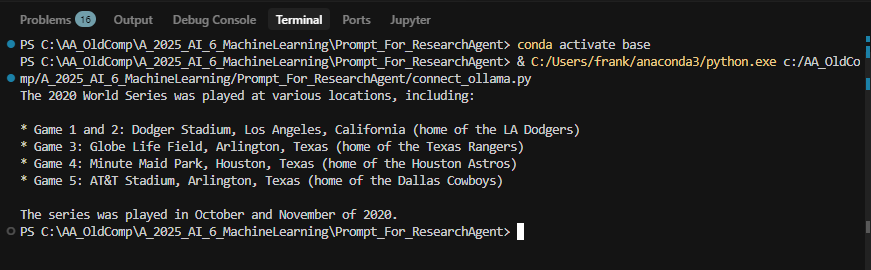 Problems 16 Output Debug Console Terminal Ports Jupyter
PS C:\AA_OldComp\A_2025_AI_6_MachineLearning\Prompt_For_ResearchAgent> conda activate base
PS C:\AA_OldComp\A_2025_AI_6_MachineLearning\Prompt_For_ResearchAgent> & C:/Users/frank/anaconda3/python.exe c:/AA_OldCo
mp/A_2025_AI_6_MachineLearning/Prompt_For_ResearchAgent/connect_ollama.py
The 2020 World Series was played at various locations, including:
* Game 1 and 2: Dodger Stadium, Los Angeles, California (home of the LA Dodgers)
* Game 3: Globe Life Field, Arlington, Texas (home of the Texas Rangers)
* Game 4: Minute Maid Park, Houston, Texas (home of the Houston Astros)
* Game 5: AT&T Stadium, Arlington, Texas (home of the Dallas Cowboys)
The series was played in October and November of 2020.
PS C:\AA_OldComp\A_2025_AI_6_MachineLearning\Prompt_For_ResearchAgent>